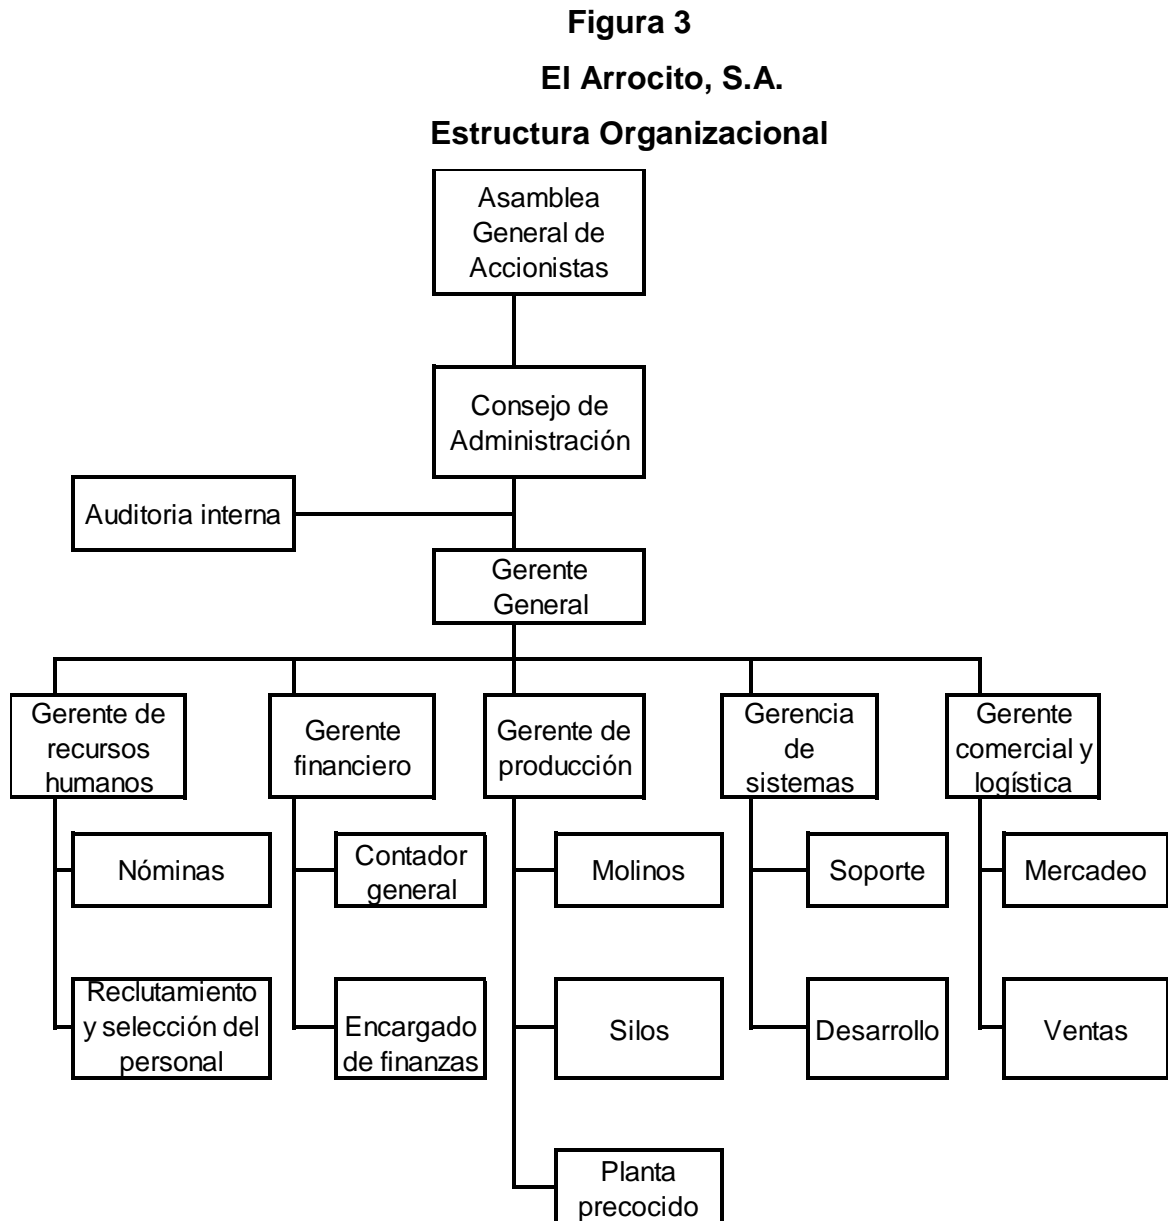 Figura 3
El Arrocito, S.A.
Estructura Organizacional
Asamblea
General de
Accionistas
Consejo de
Administración
Auditoria interna
Gerente
General
Gerente de
recursos
humanos
Gerente
financiero
Gerente de
producción
Gerencia
de
sistemas
Gerente
comercial y
logística
Nóminas
Contador
general
Molinos
Soporte
Mercadeo
Reclutamiento
y selección del
personal
Encargado
de finanzas
Silos
Desarrollo
Ventas
Planta
precocido